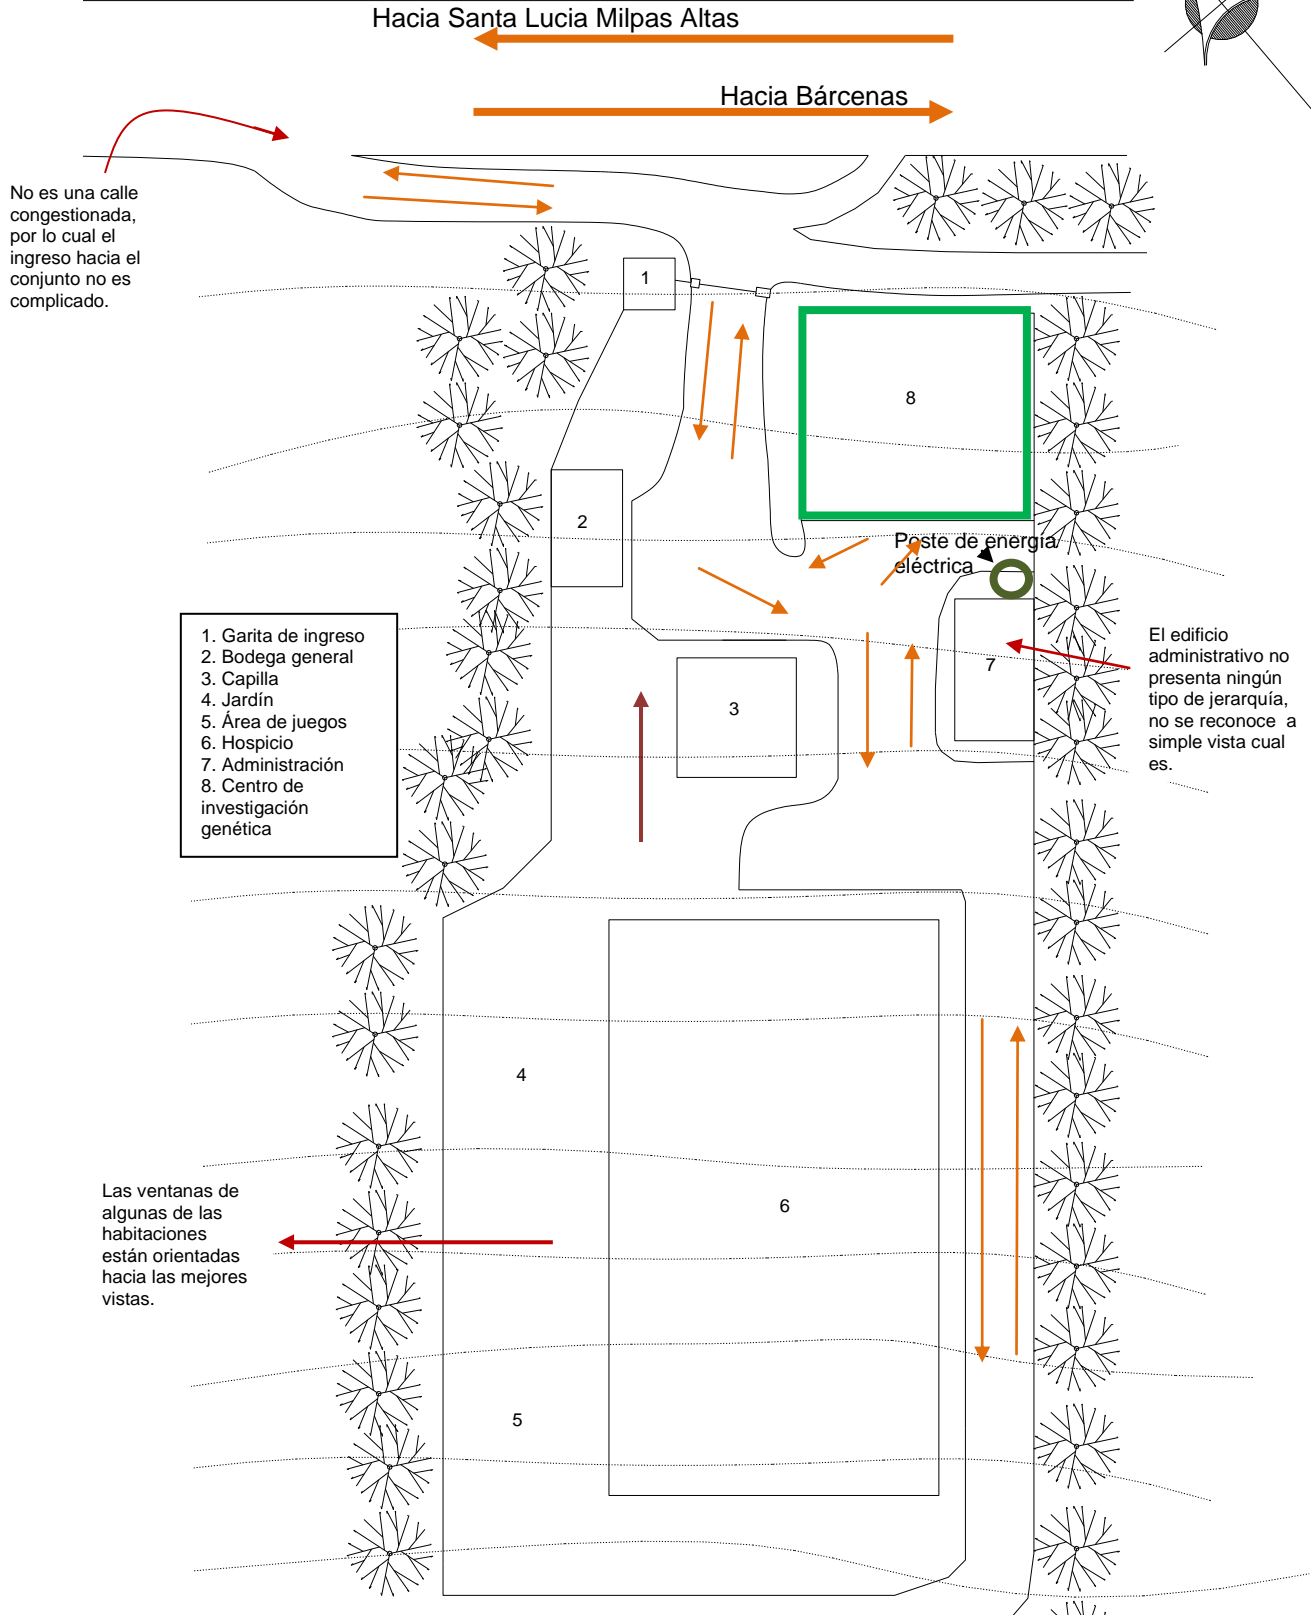 Hacia Santa Lucia Milpas Altas
Hacia Bárcenas
No es una calle
congestionada,
por lo cual el
ingreso hacia el
conjunto no es
complicado.
1
8
2
Poste de energía
eléctrica
1. Garita de ingreso
2. Bodega general
3. Capilla
4. Jardín
5. Área de juegos
6. Hospicio
7. Administración
8. Centro de
investigación
genética
3
7
El edificio
administrativo no
presenta ningún
tipo de jerarquía,
no se reconoce a
simple vista cual
es.
4
6
Las ventanas de
algunas de las
habitaciones
están orientadas
hacia las mejores
vistas.
5